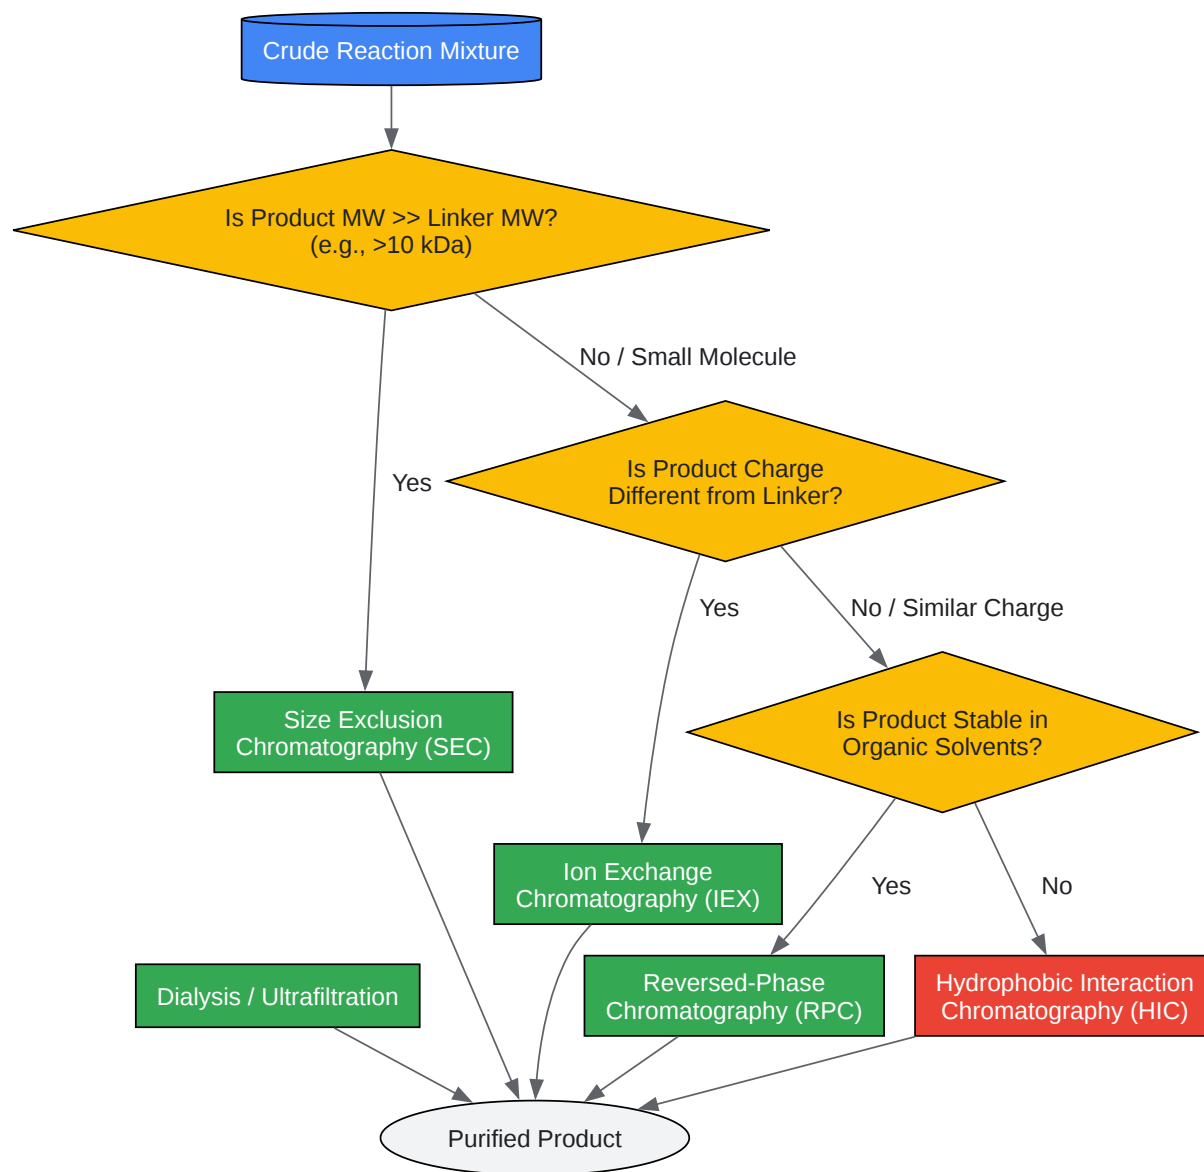 Crude Reaction Mixture
Is Product MW >> Linker MW?
(e.g., >10 kDa)
No / Small Molecule
Is Product Charge
Different from Linker?
Yes
Yes
No / Similar Charge
Size Exclusion
Chromatography (SEC)
Is Product Stable in
Organic Solvents?
Ion Exchange
Chromatography (IEX)
Yes
No
Dialysis / Ultrafiltration
Reversed-Phase
Chromatography (RPC)
Hydrophobic Interaction
Chromatography (HIC)
Purified Product